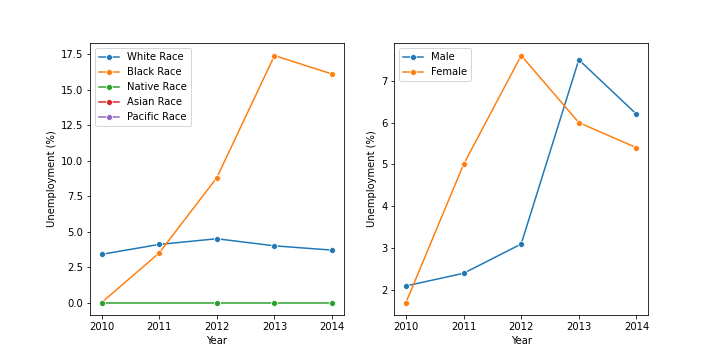 17.5
15.0
12.5
10.0
7.5
5.0
2.5
0.0
Unemployment (%)
White Race
Black Race
Native Race
Asian Race
Pacific Race
2010 2011 2012 2013 2014
Year
7
6
5
4
3
2
Unemployment (%)
Male
Female
2010 2011 2012 2013 2014
Year